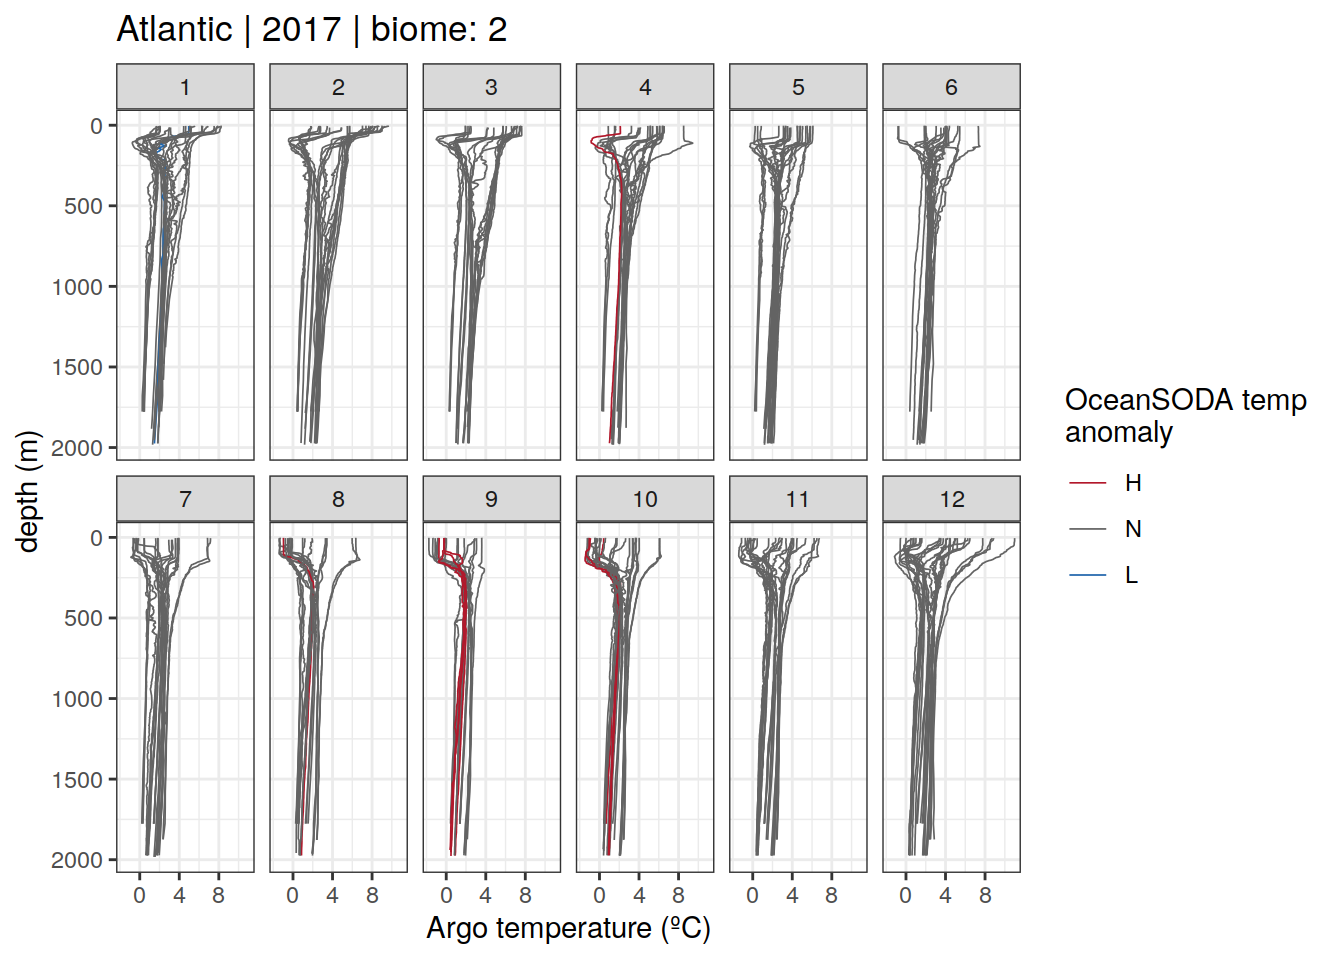 Atlantic | 2017 | biome: 2
1 2 3 4 5 6
0
500
1000
1500
2000
7 8 9 10 11 12
0
500
1000
1500
2000
0 4 8 0 4 8 0 4 8 0 4 8 0 4 8 0 4 8
depth (m)
Argo temperature (ºC)
OceanSODA temp
anomaly
H
N
L